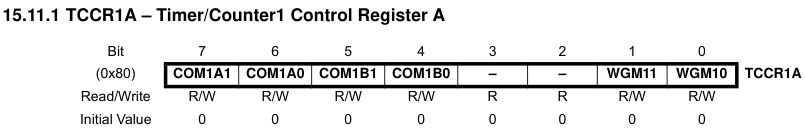 15.11.1 TCCR1A – Timer/Counter1 Control Register A
Bit 7 6 5 4 3 2 1 0
(0x80) COM1A1 COM1A0 COM1B1 COM1B0 – – WGM11 WGM10 TCCR1A
Read/Write R/W R/W R/W R/W R R R/W R/W
Initial Value 0 0 0 0 0 0 0 0